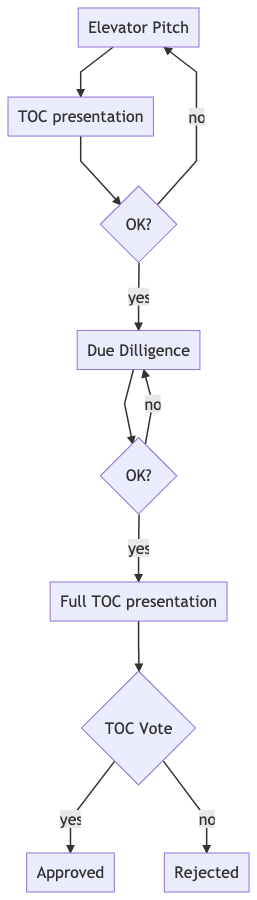 Elevator Pitch
TOC presentation
no
OK?
yes
Due Dilligence
no
OK?
yes
Full TOC presentation
TOC Vote
yes
no
Approved
Rejected